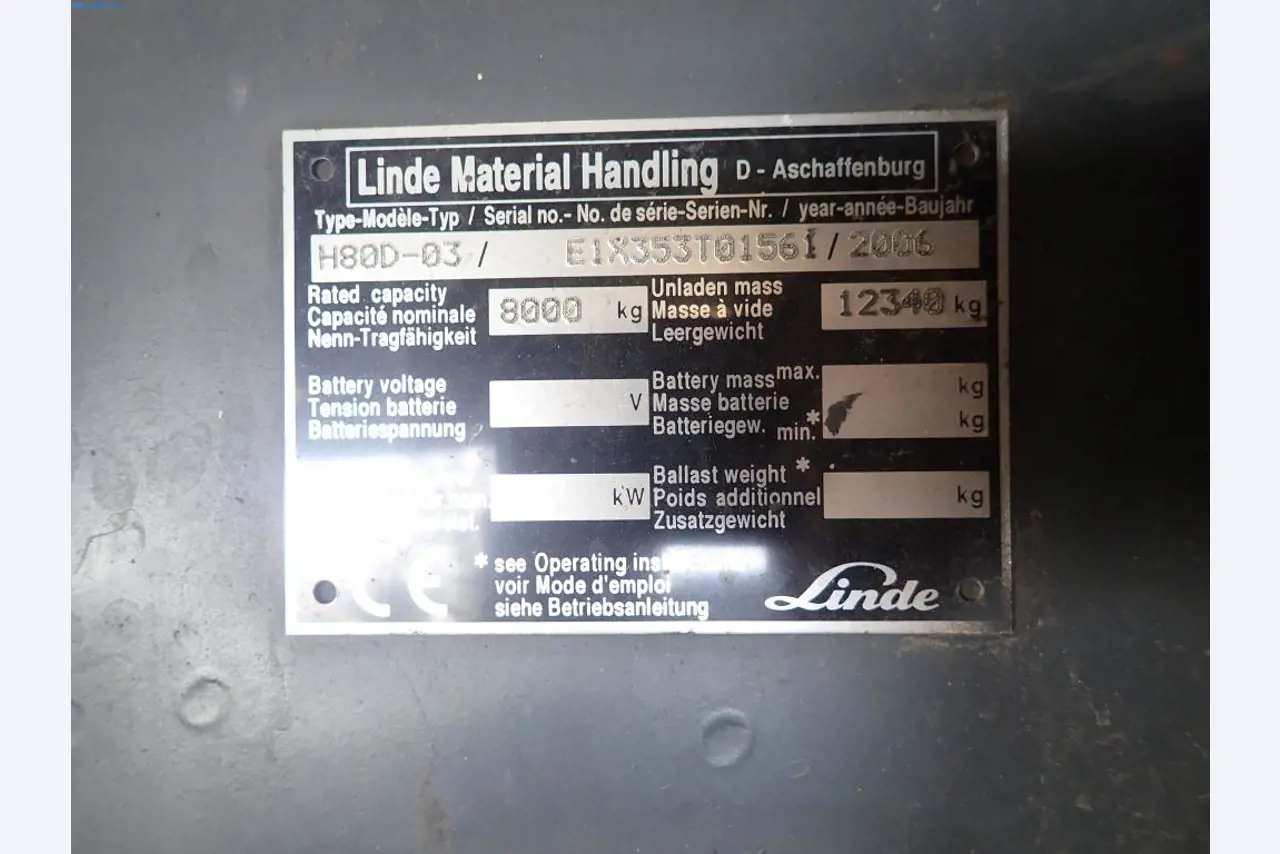 Linde Material Handling D - Aschaffenburg
Type-Modèle-Typ / Serial no.- No. de série-Serien-Nr. / year-année-Baujahr
H80D-03 / E1X353T01561 / 2006
Rated capacity
Capacité nominale
Nenn-Tragfähigkeit
8000 kg
Unladen mass
Masse à vide
Leergewicht
12340 kg
Battery voltage
Tension batterie
Batteriespannung
V
Battery mass max.
Masse batterie
Batteriegew. min.*
kg
kg
kW
Ballast weight *
Poids additionnel
Zusatzgewicht
kg
CE
* see Operating
voir Mode d'emploi
siehe Betriebsanleitung
Linde